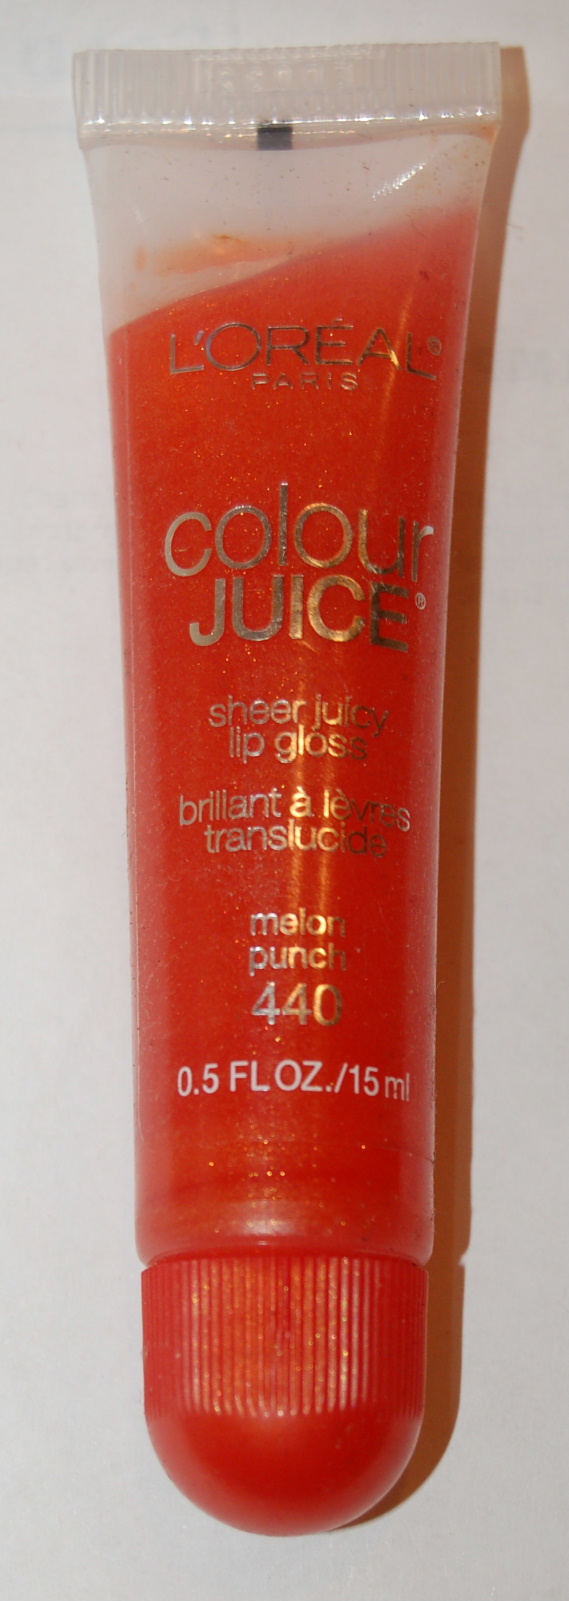 L'ORÉAL®
PARIS
colour
JUICE®
sheer juicy
lip gloss
brillant à lèvres
translucide
melon
punch
440
0.5 FL OZ./15 ml